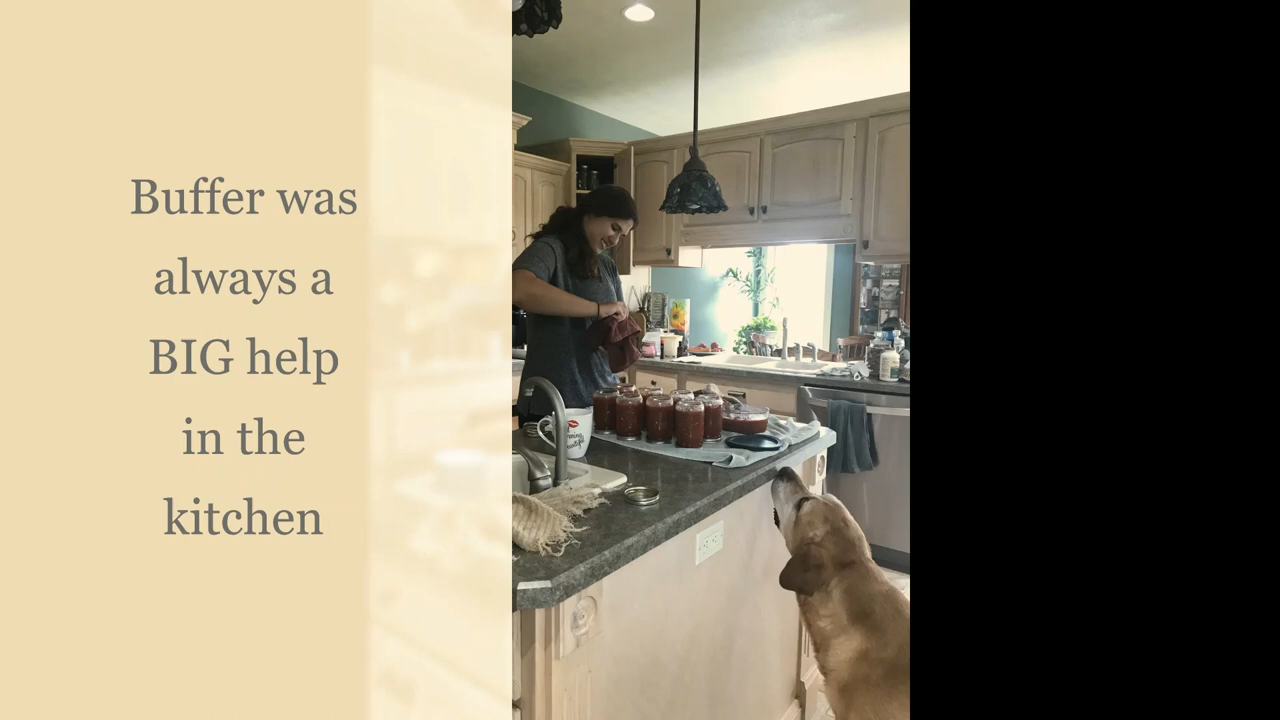 Buffer was
always a
BIG help
in the
kitchen